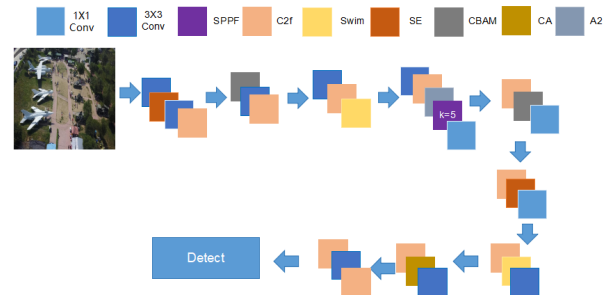 1X1
Conv
3X3
Conv
SPPF
C2f
Swim
SE
CBAM
CA
A2
k=5
Detect